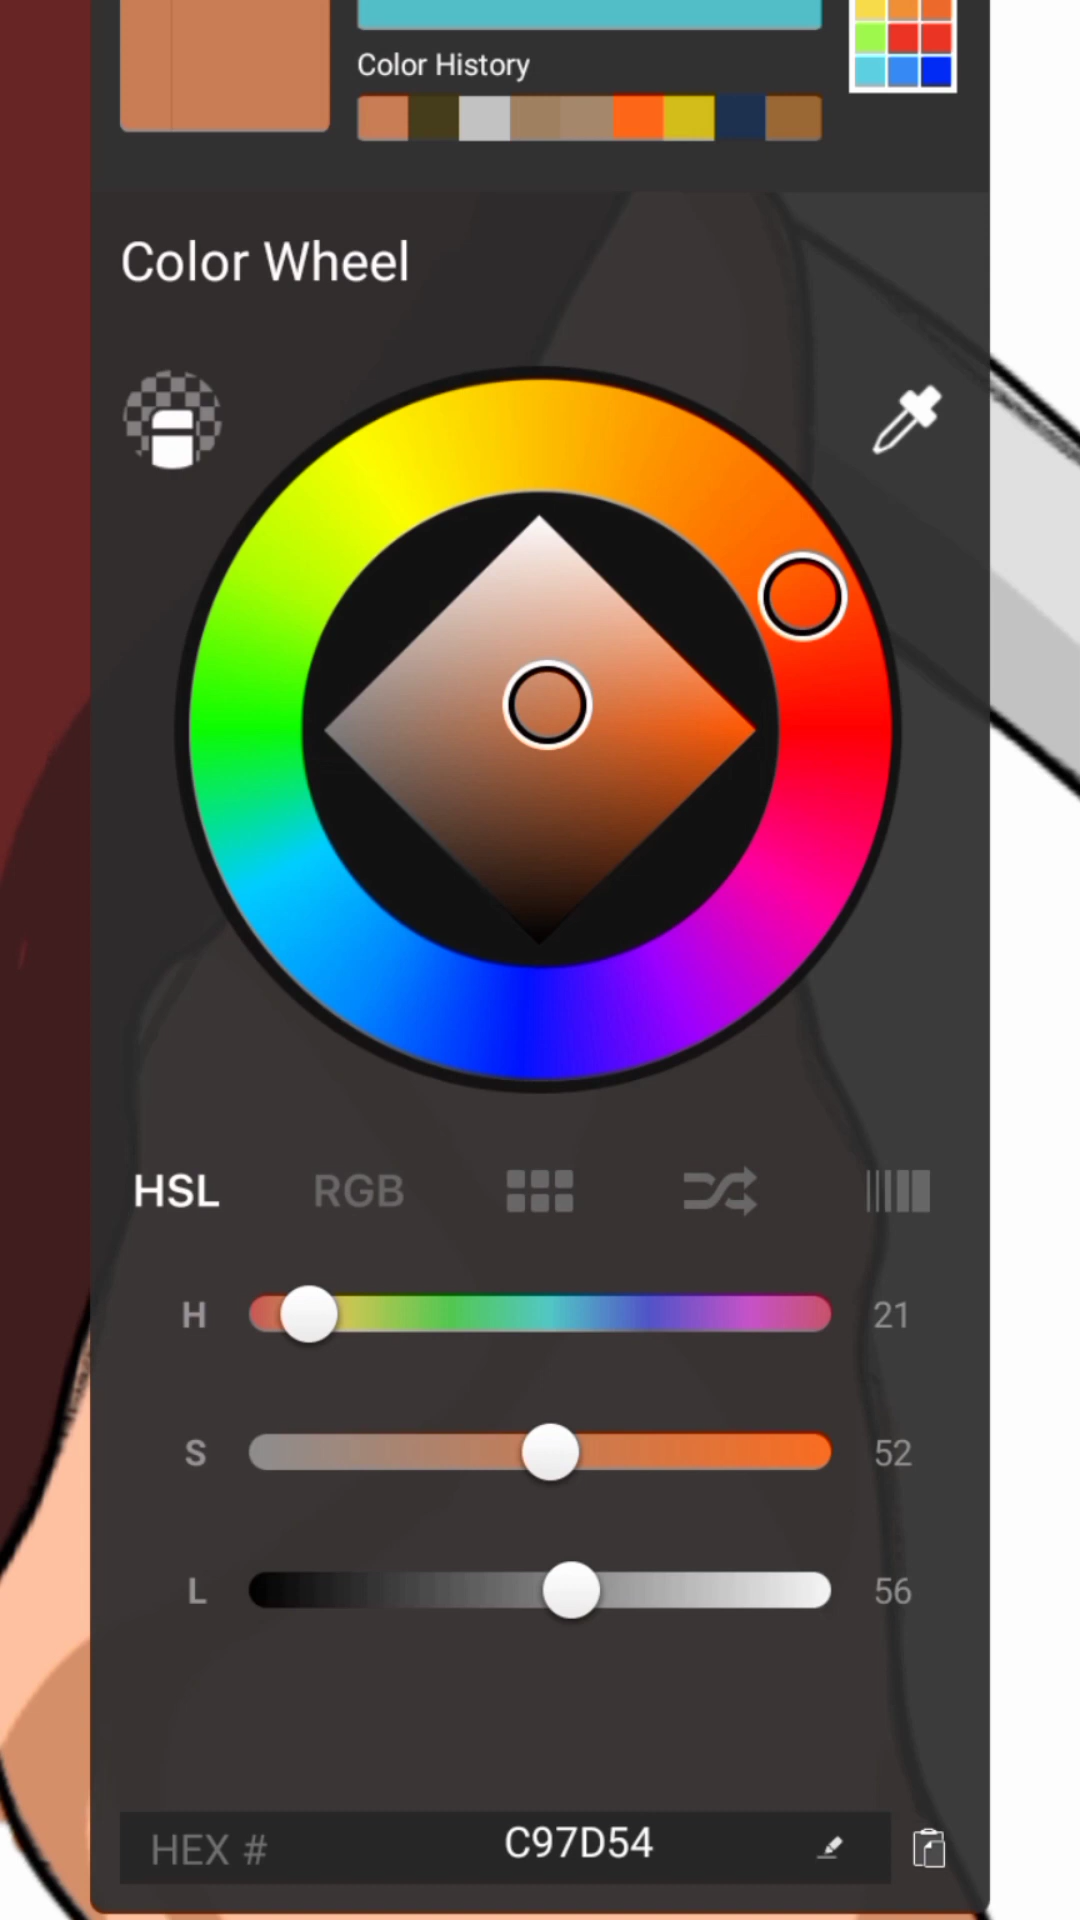 Color History
Color Wheel
HSL RGB
H 21
S 52
L 56
HEX # C97D54